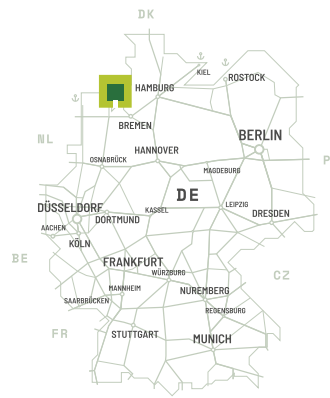 DK
KIEL
ROSTOCK
HAMBURG
BREMEN
BERLIN
NL
HANNOVER
OSNABRÜCK
P
MAGDEBURG
DE
LEIPZIG
DÜSSELDORF
KASSEL
DRESDEN
DORTMUND
AACHEN
KÖLN
BE
FRANKFURT
WÜRZBURG
CZ
MANNHEIM
NUREMBERG
SAARBRÜCKEN
REGENSBURG
FR
STUTTGART
MUNICH